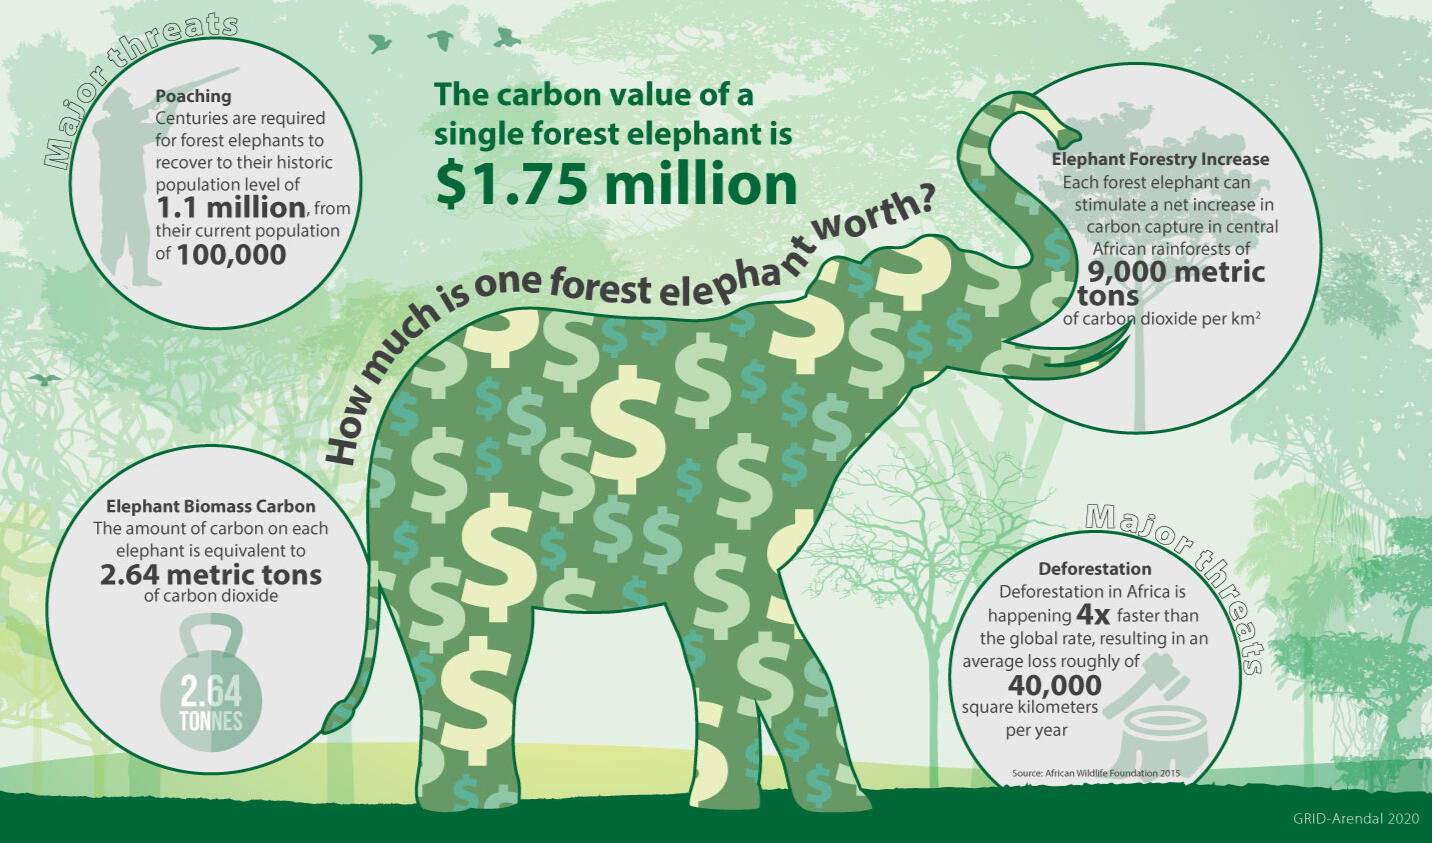 Major threats
Poaching
Centuries are required
for forest elephants to
recover to their historic
population level of
1.1 million, from
their current population
of 100,000
The carbon value of a
single forest elephant is
$1.75 million
How much is one forest elephant worth?
Elephant Forestry Increase
Each forest elephant can
stimulate a net increase in
carbon capture in central
African rainforests of
9,000 metric
tons
of carbon dioxide per km²
Elephant Biomass Carbon
The amount of carbon on each
elephant is equivalent to
2.64 metric tons
of carbon dioxide
2.64
TONNES
Major threats
Deforestation
Deforestation in Africa is
happening 4x faster than
the global rate, resulting in an
average loss roughly of
40,000
square kilometers
per year
Source: African Wildlife Foundation 2015
GRID-Arendal 2020